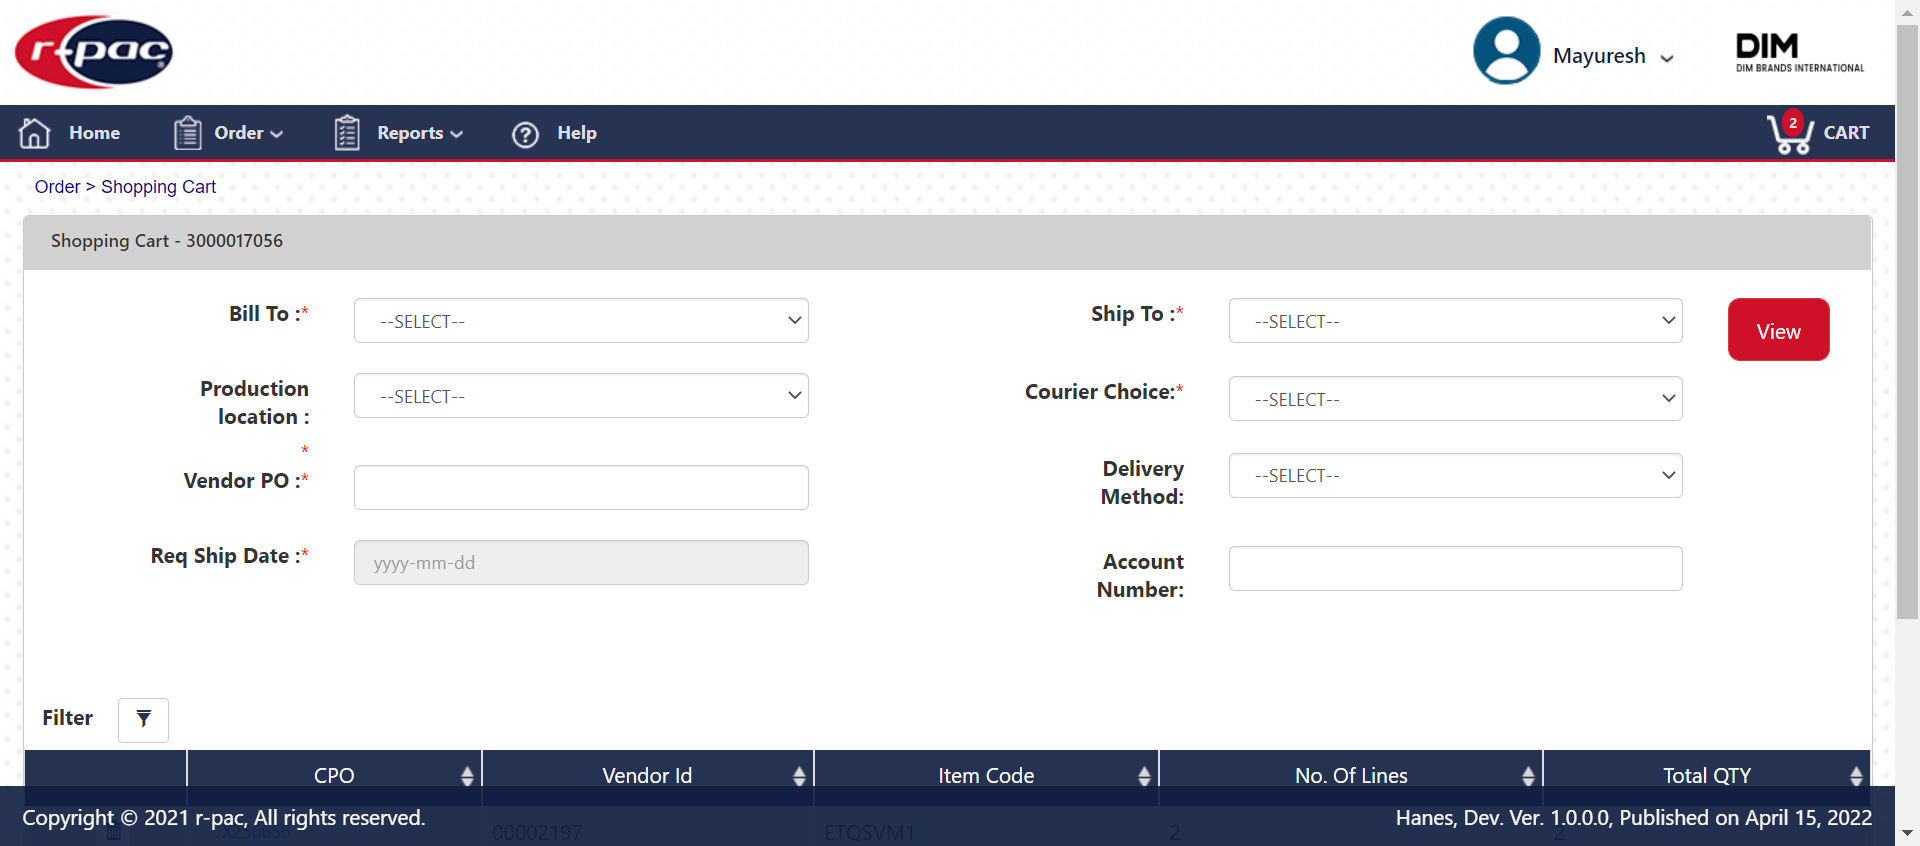 r-pac
Mayuresh
DIM
DIM BRANDS INTERNATIONAL
Home
Order
Reports
Help
2
CART
Order > Shopping Cart
Shopping Cart - 3000017056
Bill To :*
--SELECT--
Ship To :*
--SELECT--
View
Production
location :
*
--SELECT--
Courier Choice:*
--SELECT--
Vendor PO :*
Delivery
Method:
--SELECT--
Req Ship Date :*
yyyy-mm-dd
Account
Number:
Filter
CPO
Vendor Id
Item Code
No. Of Lines
Total QTY
Copyright © 2021 r-pac, All rights reserved.
Hanes, Dev. Ver. 1.0.0.0, Published on April 15, 2022
00002197
ETQSVM1
2
2